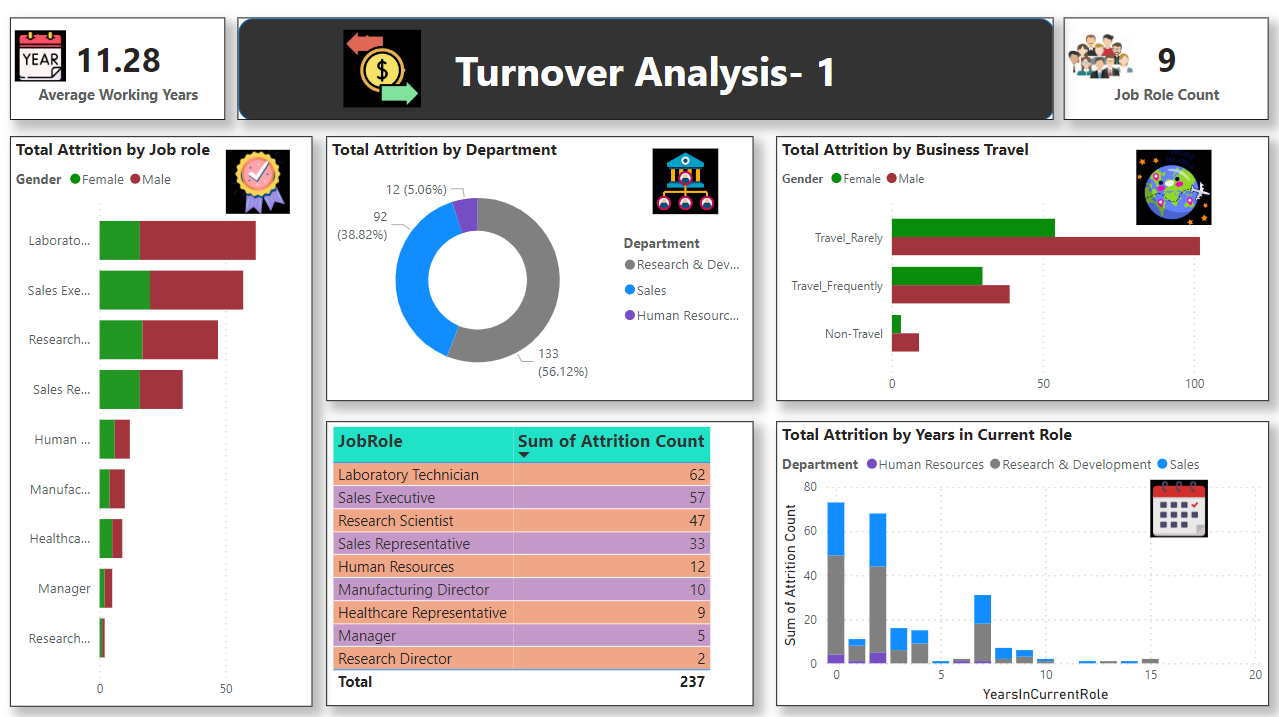 YEAR
11.28
Average Working Years
Turnover Analysis- 1
9
Job Role Count
Total Attrition by Job role
Gender Female Male
Laborato...
Sales Exe...
Research...
Sales Re...
Human ...
Manufac...
Healthca...
Manager
Research...
0 50
Total Attrition by Department
12 (5.06%)
92
(38.82%)
133
(56.12%)
Department
Research & Dev...
Sales
Human Resourc...
Total Attrition by Business Travel
Gender Female Male
Travel_Rarely
Travel_Frequently
Non-Travel
0 50 100
JobRole Sum of Attrition Count
Laboratory Technician 62
Sales Executive 57
Research Scientist 47
Sales Representative 33
Human Resources 12
Manufacturing Director 10
Healthcare Representative 9
Manager 5
Research Director 2
Total 237
Total Attrition by Years in Current Role
Department Human Resources Research & Development Sales
Sum of Attrition Count
80
60
40
20
0
0 5 10 15 20
YearsInCurrentRole